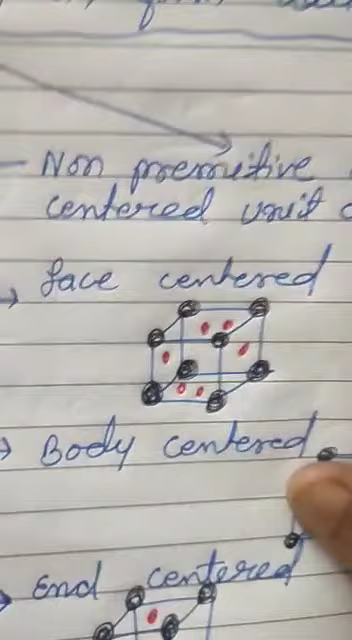 Non premitive
centered unit
face centered
Body centered
End centered